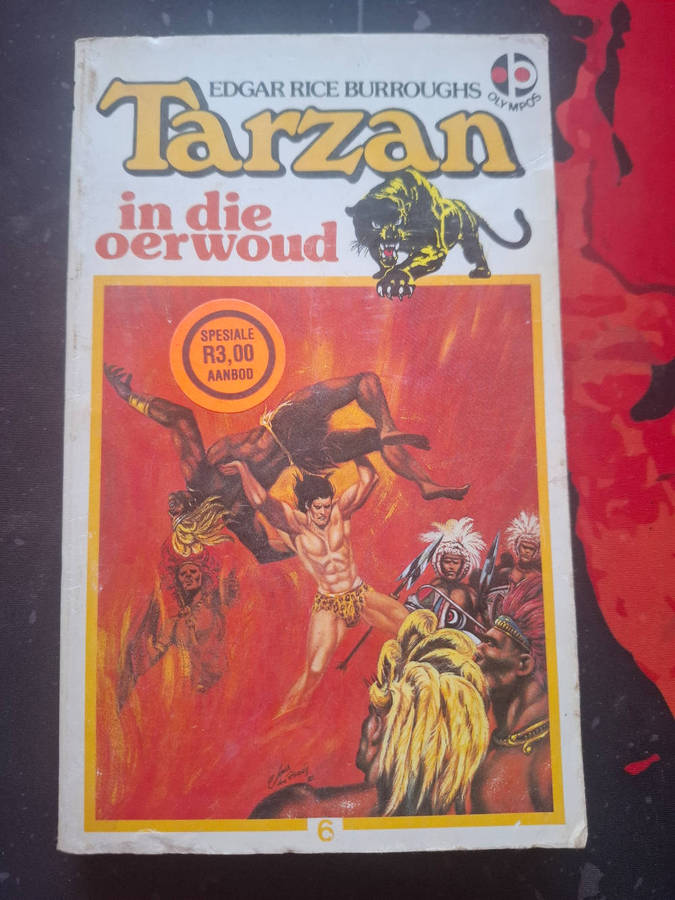 EDGAR RICE BURROUGHS
OLYMPOS
Tarzan
in die
oerwoud
SPESIALE
R3,00
AANBOD
6